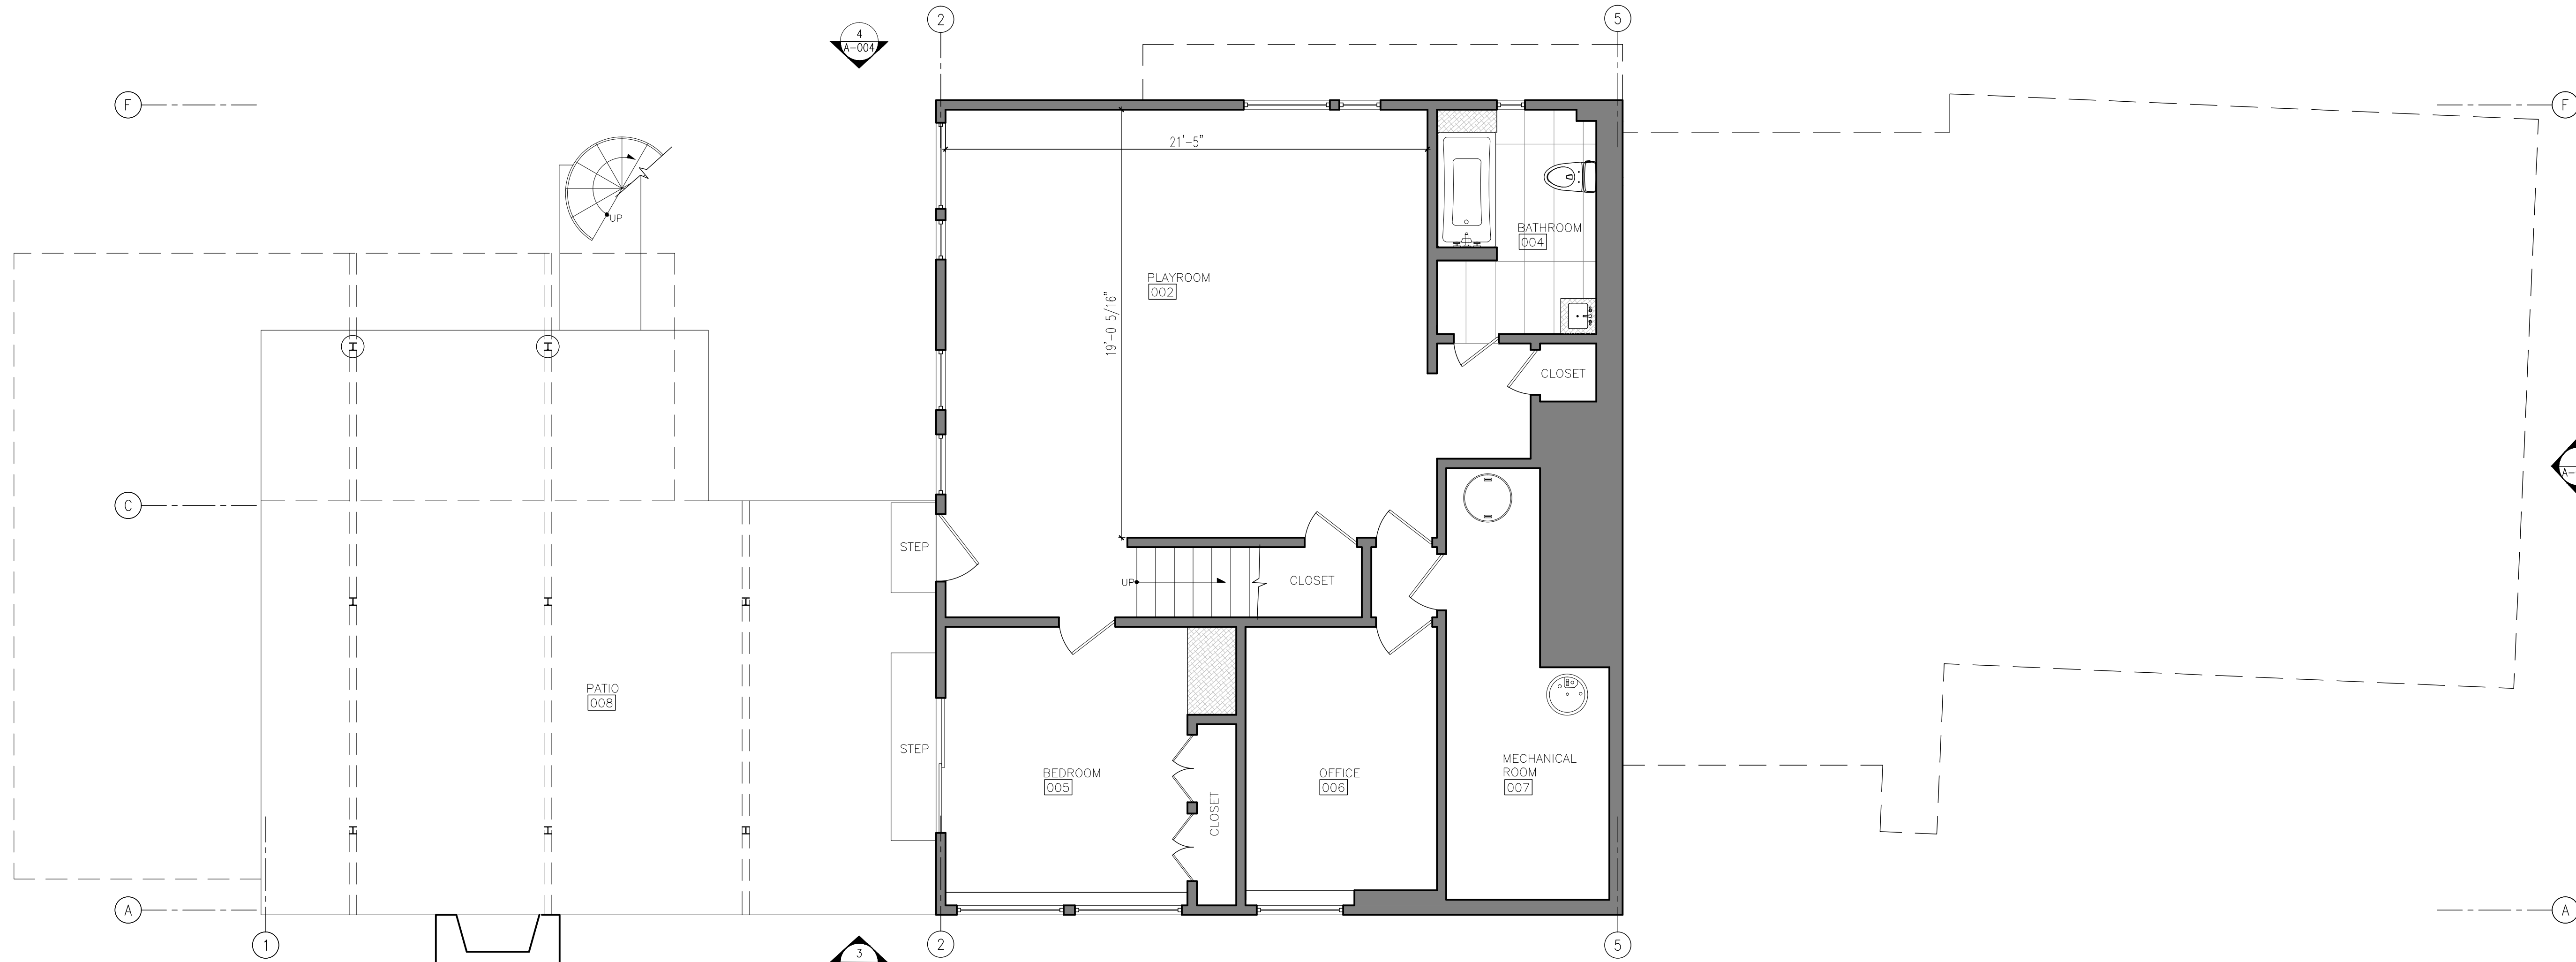 2
5
4
A-004
F
F
21'-5"
UP
BATHROOM
004
PLAYROOM
002
19'-0 5/16"
CLOSET
A-
C
STEP
UP
CLOSET
PATIO
008
STEP
BEDROOM
005
CLOSET
OFFICE
006
MECHANICAL
ROOM
007
A
A
1
2
5
3